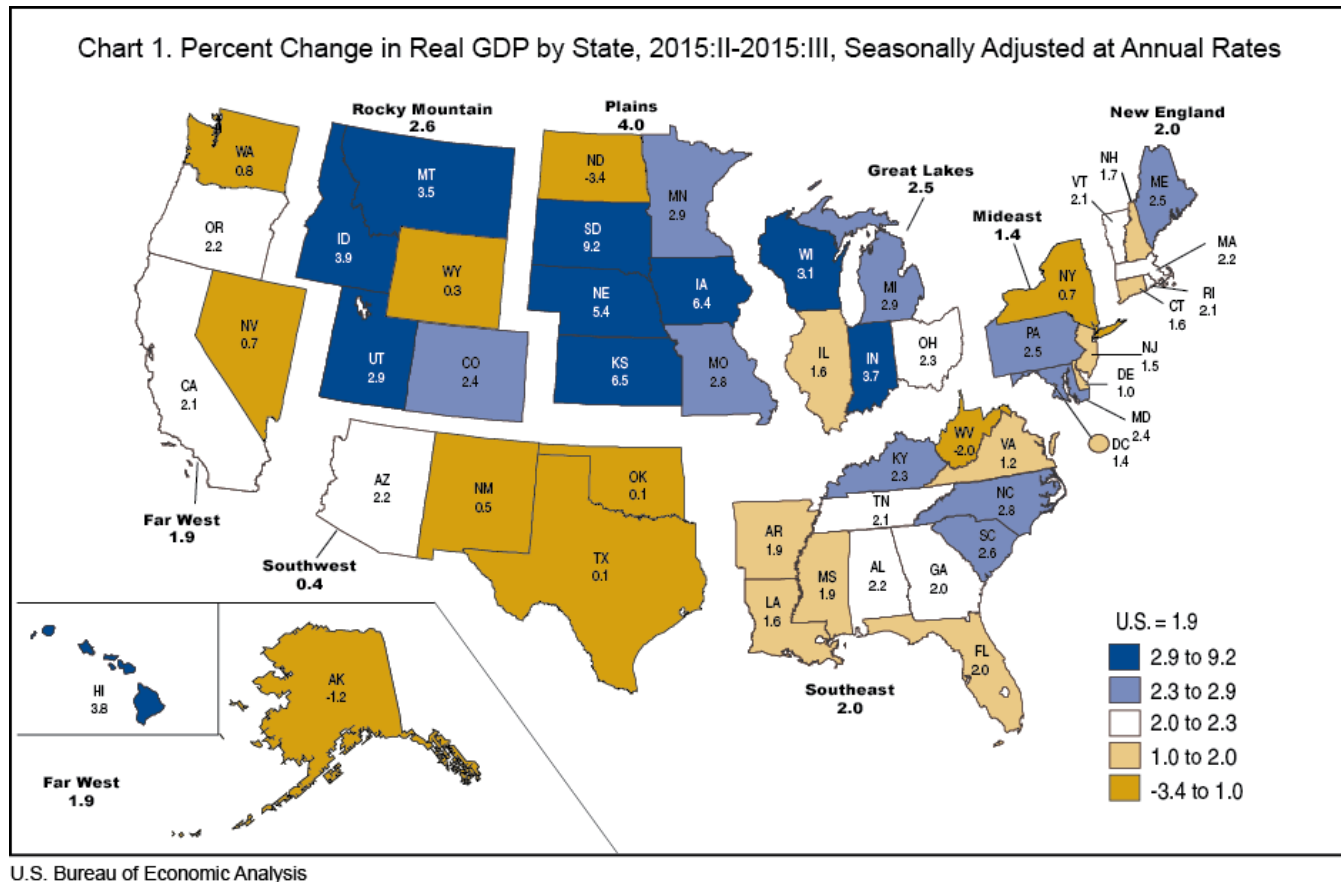 Chart 1. Percent Change in Real GDP by State, 2015:II-2015:III, Seasonally Adjusted at Annual Rates
Rocky Mountain
2.6
Plains
4.0
New England
2.0
Great Lakes
2.5
Mideast
1.4
WA
0.8
OR
2.2
CA
2.1
NV
0.7
Far West
1.9
MT
3.5
ID
3.9
WY
0.3
UT
2.9
CO
2.4
ND
-3.4
MN
2.9
SD
9.2
NE
5.4
IA
6.4
KS
6.5
MO
2.8
WI
3.1
MI
2.9
IL
1.6
IN
3.7
OH
2.3
NH
1.7
VT
2.1
ME
2.5
MA
2.2
RI
2.1
CT
1.6
NY
0.7
PA
2.5
NJ
1.5
DE
1.0
MD
2.4
DC
1.4
AZ
2.2
NM
0.5
OK
0.1
TX
0.1
Southwest
0.4
WV
-2.0
VA
1.2
KY
2.3
TN
2.1
NC
2.8
SC
2.6
AR
1.9
LA
1.6
MS
1.9
AL
2.2
GA
2.0
FL
2.0
Southeast
2.0
HI
3.8
AK
-1.2
Far West
1.9
U.S. = 1.9
2.9 to 9.2
2.3 to 2.9
2.0 to 2.3
1.0 to 2.0
-3.4 to 1.0
U.S. Bureau of Economic Analysis